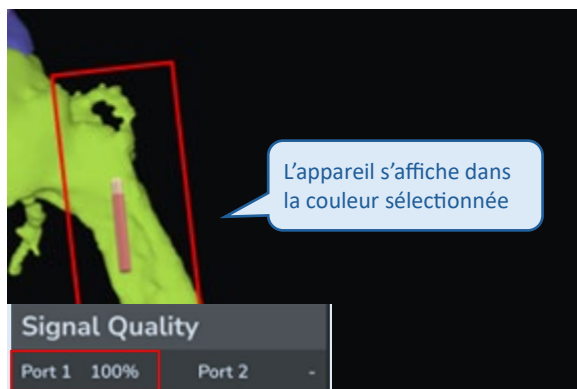 L’appareil s’affiche dans
la couleur sélectionnée
Signal Quality
Port 1 100% Port 2 -